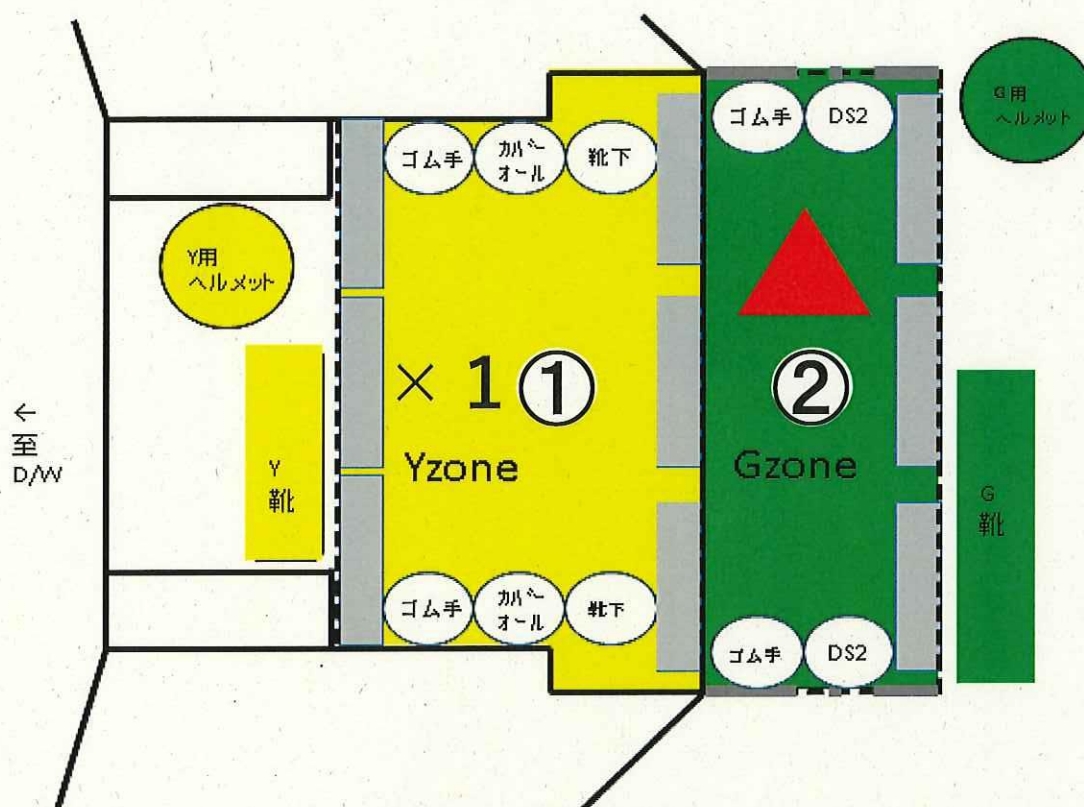 G用
ヘルメット
ゴム手
DS2
ゴム手
カバー
オール
靴下
Y用
ヘルメット
× 1 ①
②
Yzone
Gzone
←
至
D/W
Y
靴
G
靴
ゴム手
カバー
オール
靴下
ゴム手
DS2